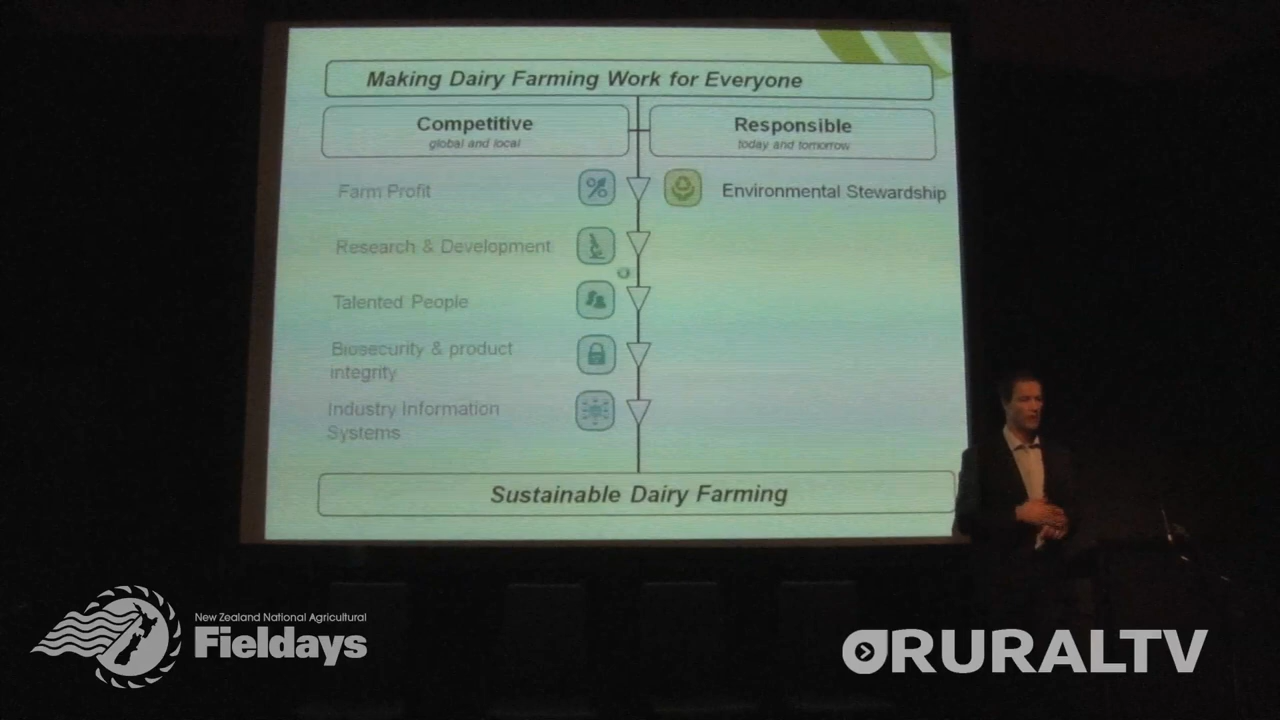 Making Dairy Farming Work for Everyone
Competitive
global and local
Responsible
today and tomorrow
Farm Profit
Environmental Stewardship
Research & Development
Talented People
Biosecurity & product
integrity
Industry Information
Systems
Sustainable Dairy Farming
New Zealand National Agricultural
Fieldays
RURALTV